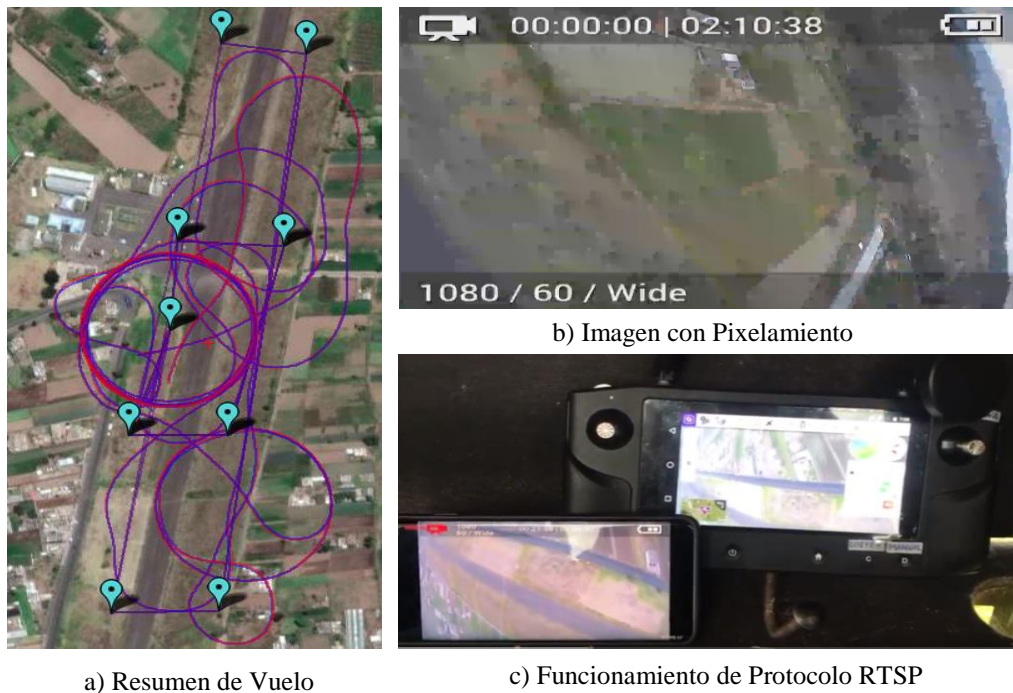 00:00:00 | 02:10:38
1080 / 60 / Wide
b) Imagen con Pixelamiento
a) Resumen de Vuelo
c) Funcionamiento de Protocolo RTSP